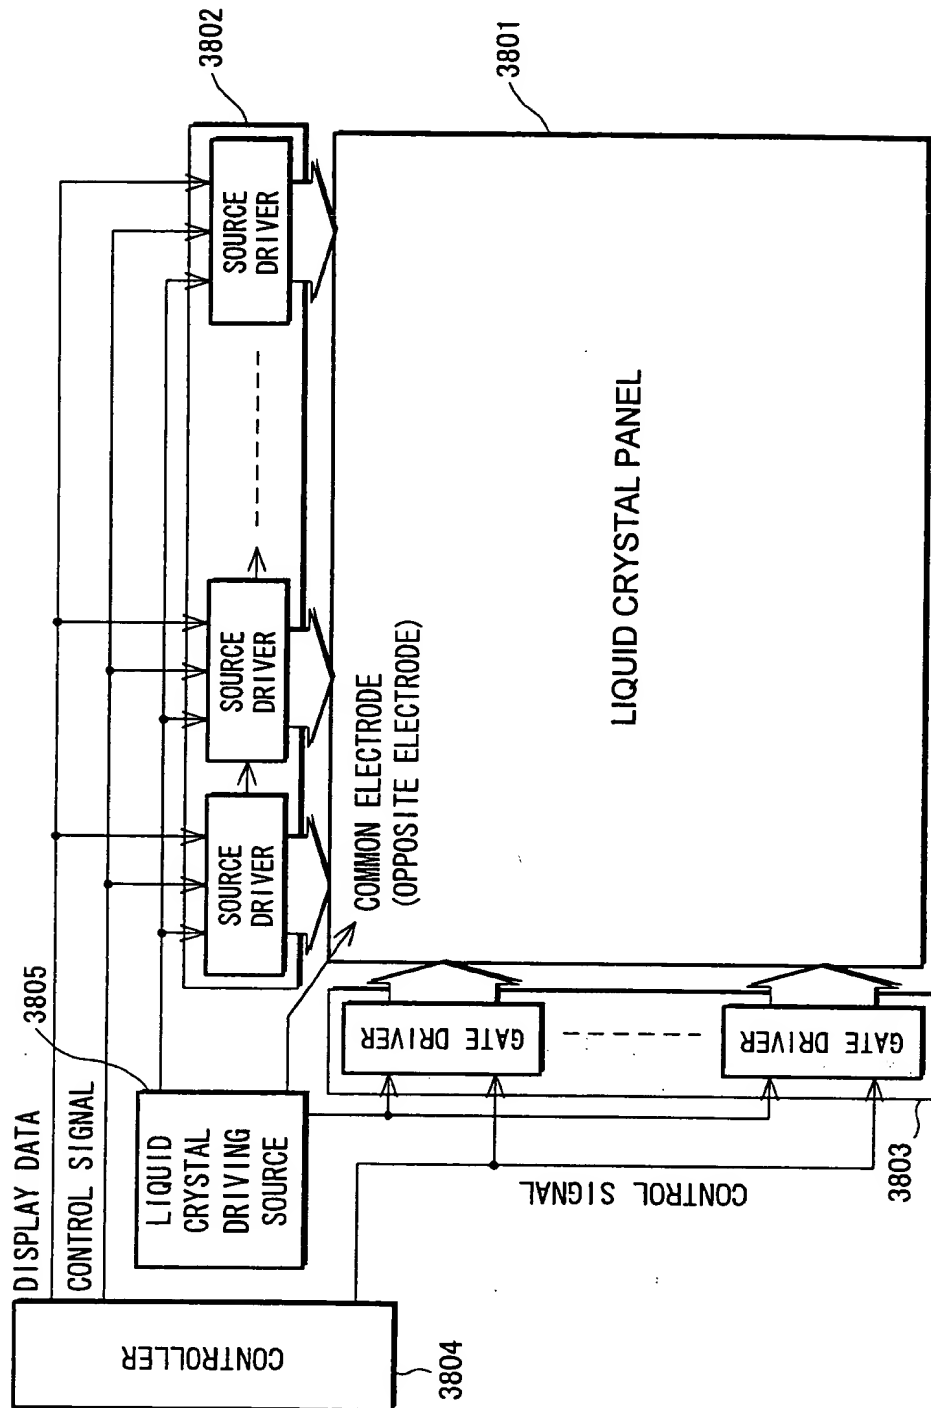 DISPLAY DATA
CONTROL SIGNAL
3805
3802
SOURCE
DRIVER
SOURCE
DRIVER
SOURCE
DRIVER
LIQUID
CRYSTAL
DRIVING
SOURCE
COMMON ELECTRODE
(OPPOSITE ELECTRODE)
3801
CONTROLLER
3804
CONTROL SIGNAL
GATE DRIVER
GATE DRIVER
3803
LIQUID CRYSTAL PANEL